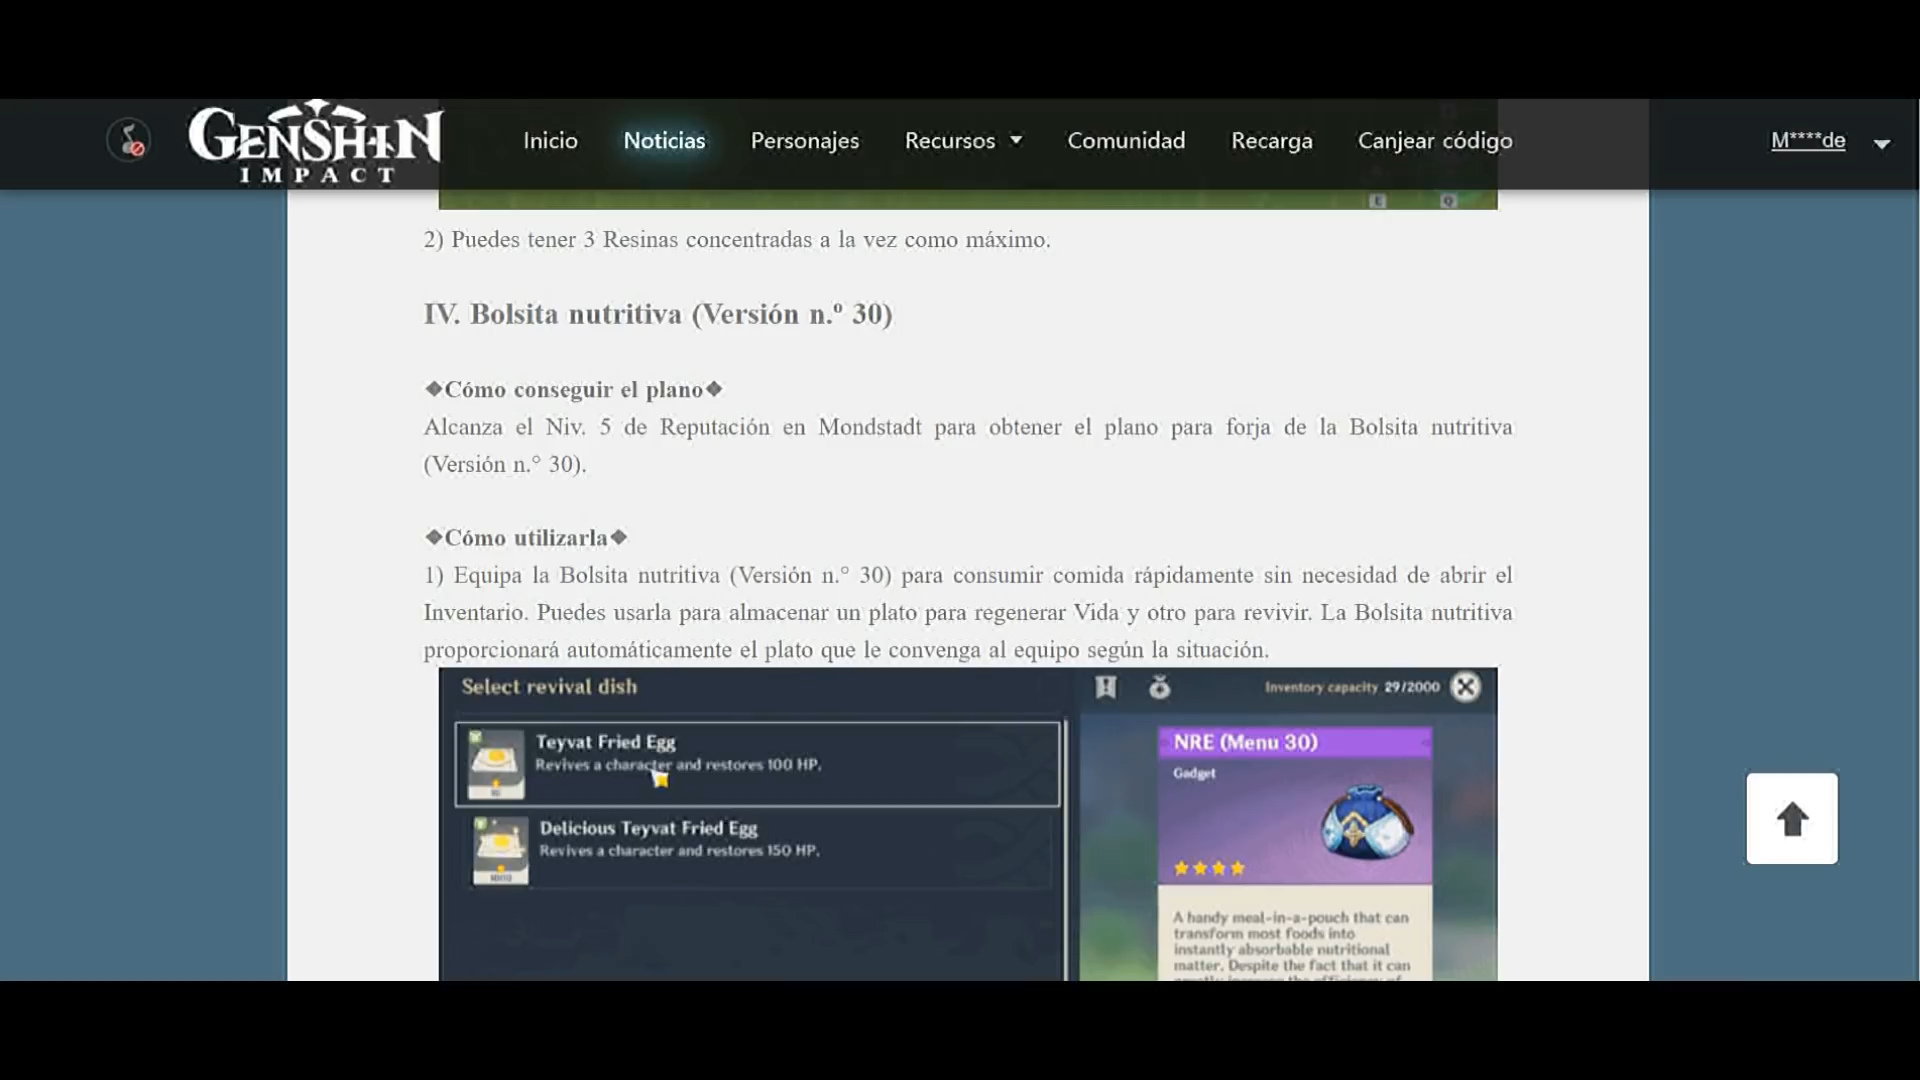 GENSHIN
IMPACT
Inicio Noticias Personajes Recursos Comunidad Recarga Canjear código M****de
E Q
2) Puedes tener 3 Resinas concentradas a la vez como máximo.
IV. Bolsita nutritiva (Versión n.º 30)
❖Cómo conseguir el plano❖
Alcanza el Niv. 5 de Reputación en Mondstadt para obtener el plano para forja de la Bolsita nutritiva
(Versión n.° 30).
❖Cómo utilizarla❖
1) Equipa la Bolsita nutritiva (Versión n.° 30) para consumir comida rápidamente sin necesidad de abrir el
Inventario. Puedes usarla para almacenar un plato para regenerar Vida y otro para revivir. La Bolsita nutritiva
proporcionará automáticamente el plato que le convenga al equipo según la situación.
Select revival dish
Inventory capacity 29/2000
Teyvat Fried Egg
Revives a character and restores 100 HP.
Delicious Teyvat Fried Egg
Revives a character and restores 150 HP.
NRE (Menu 30)
Gadget
A handy meal-in-a-pouch that can
transform most foods into
instantly absorbable nutritional
matter. Despite the fact that it can